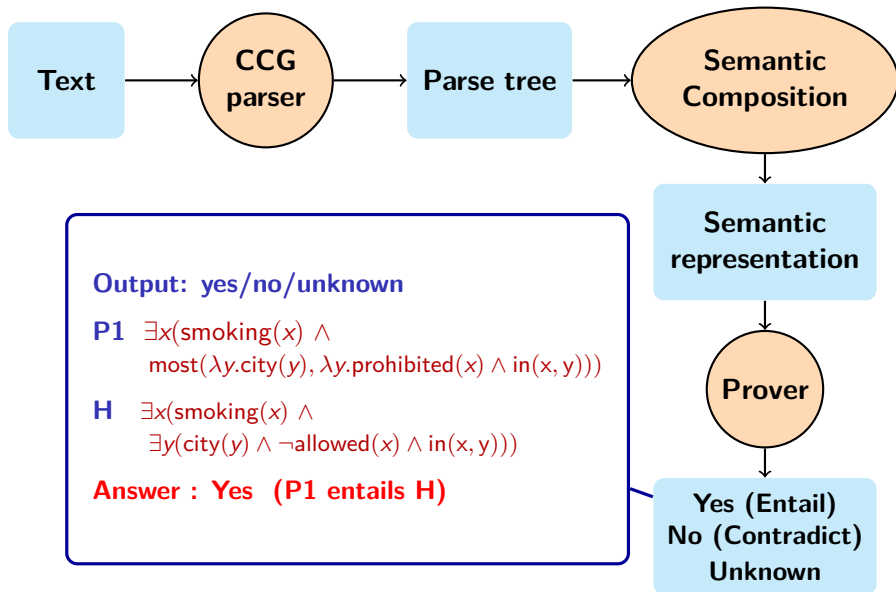 Text
CCG
parser
Parse tree
Semantic
Composition
Semantic
representation
Output: yes/no/unknown
P1 ∃x(smoking(x) ∧
most(λy.city(y), λy.prohibited(x) ∧ in(x, y)))
H ∃x(smoking(x) ∧
∃y(city(y) ∧ ¬allowed(x) ∧ in(x, y)))
Answer : Yes (P1 entails H)
Prover
Yes (Entail)
No (Contradict)
Unknown